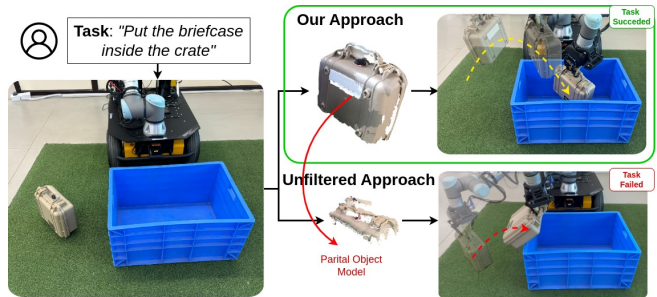 Task: "Put the briefcase
inside the crate"
Our Approach
Task
Succeded
Unfiltered Approach
Task
Failed
Parital Object
Model